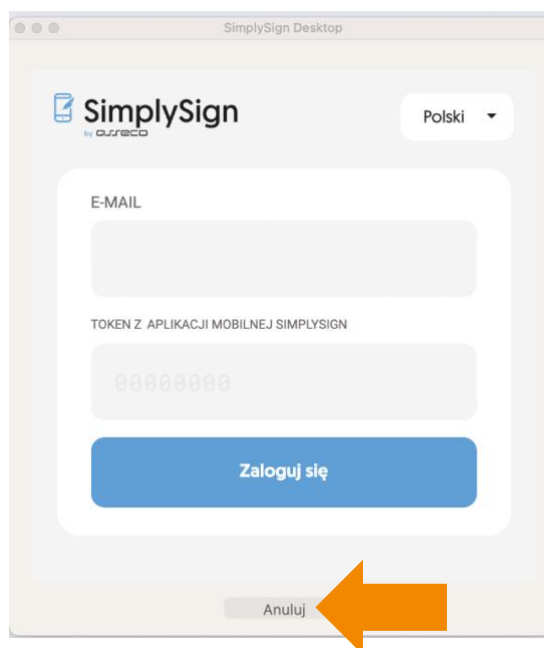 SimplySign Desktop
SimplySign
by asseco
Polski
E-MAIL
TOKEN Z APLIKACJI MOBILNEJ SIMPLYSIGN
00000000
Zaloguj się
Anuluj